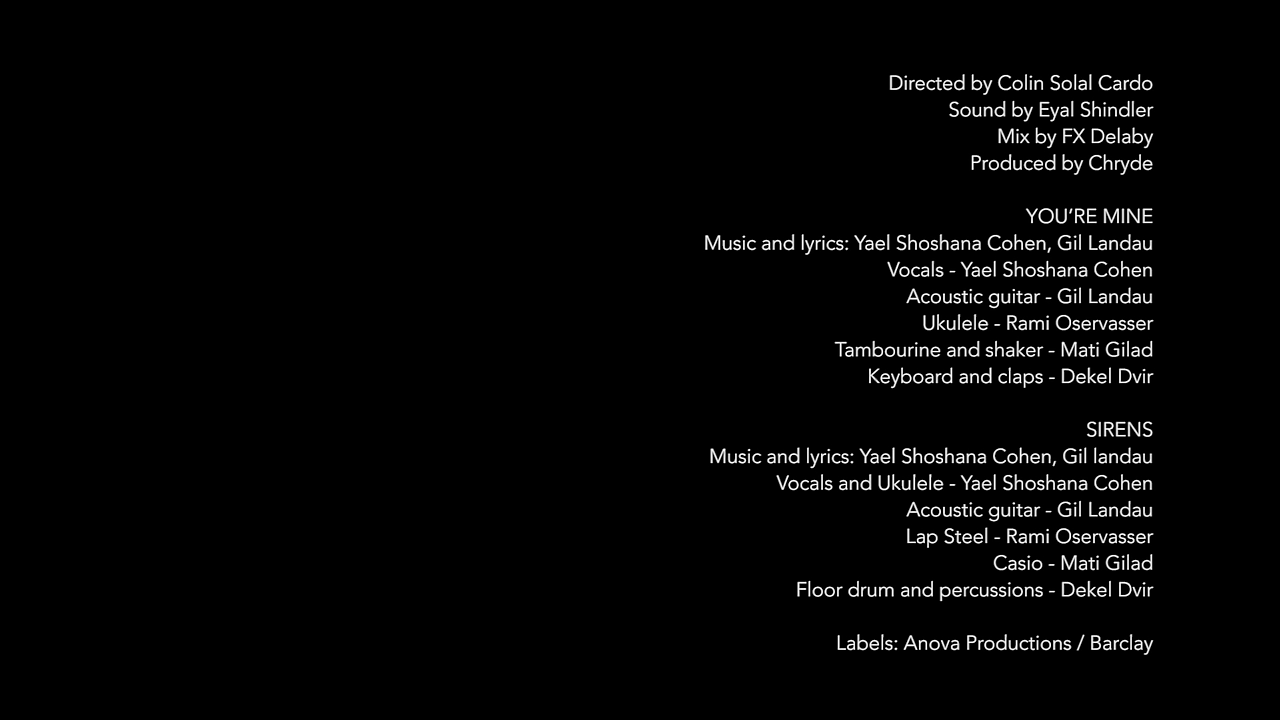 Directed by Colin Solal Cardo
Sound by Eyal Shindler
Mix by FX Delaby
Produced by Chryde
YOU’RE MINE
Music and lyrics: Yael Shoshana Cohen, Gil Landau
Vocals - Yael Shoshana Cohen
Acoustic guitar - Gil Landau
Ukulele - Rami Oservasser
Tambourine and shaker - Mati Gilad
Keyboard and claps - Dekel Dvir
SIRENS
Music and lyrics: Yael Shoshana Cohen, Gil landau
Vocals and Ukulele - Yael Shoshana Cohen
Acoustic guitar - Gil Landau
Lap Steel - Rami Oservasser
Casio - Mati Gilad
Floor drum and percussions - Dekel Dvir
Labels: Anova Productions / Barclay